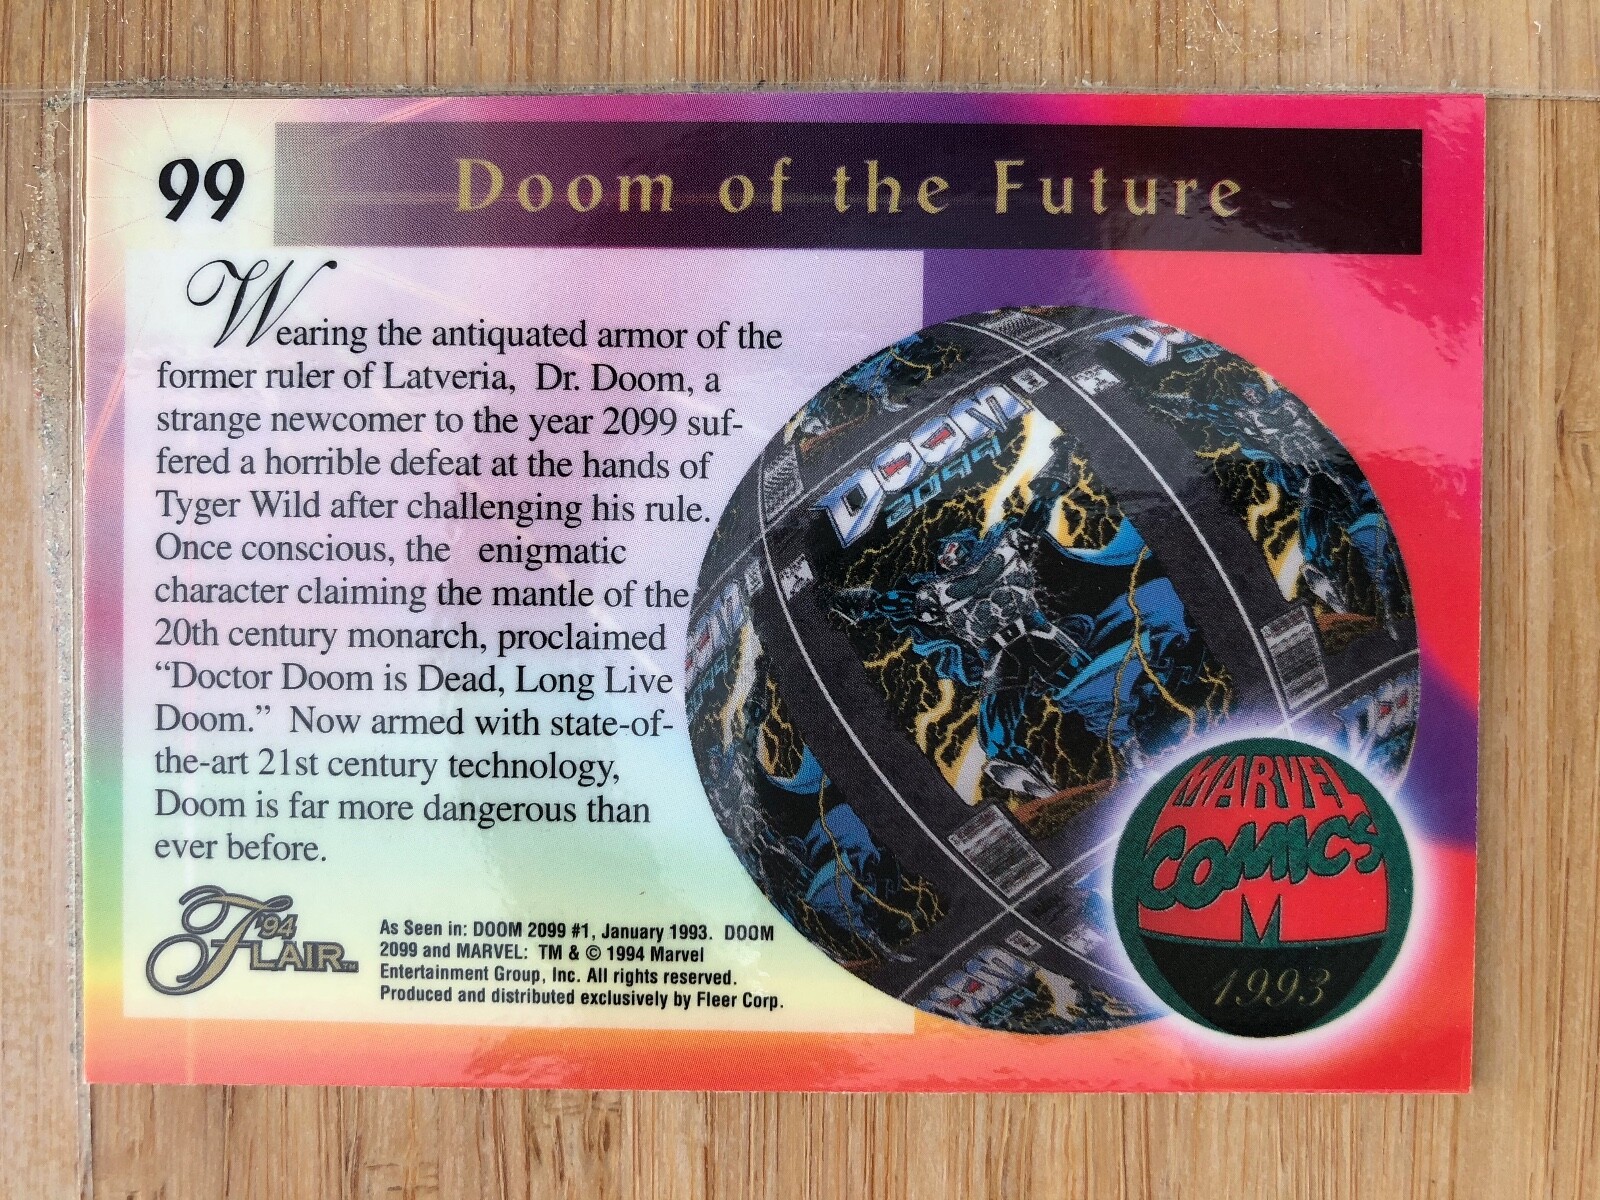 99
Doom of the Future
Wearing the antiquated armor of the
former ruler of Latveria, Dr. Doom, a
strange newcomer to the year 2099 suf-
fered a horrible defeat at the hands of
Tyger Wild after challenging his rule.
Once conscious, the enigmatic
character claiming the mantle of the
20th century monarch, proclaimed
“Doctor Doom is Dead, Long Live
Doom.” Now armed with state-of-
the-art 21st century technology,
Doom is far more dangerous than
ever before.
DOOM
2099
DOOM
2099
DOOM
2099
MARVEL
COMICS
M
1993
'94
FLAIR™
As Seen in: DOOM 2099 #1, January 1993. DOOM
2099 and MARVEL: TM & © 1994 Marvel
Entertainment Group, Inc. All rights reserved.
Produced and distributed exclusively by Fleer Corp.